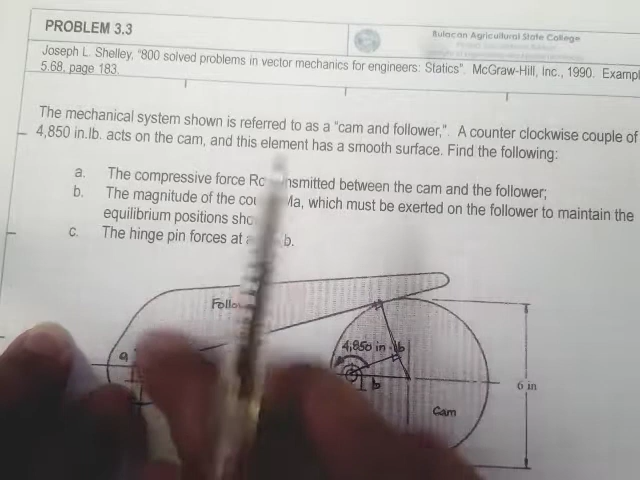 PROBLEM 3.3
Bulacan Agricultural State College
Joseph L. Shelley, "800 solved problems in vector mechanics for engineers: Statics". McGraw-Hill, Inc., 1990. Exampl
5.68, page 183.
The mechanical system shown is referred to as a "cam and follower,". A counter clockwise couple of
4,850 in.lb. acts on the cam, and this element has a smooth surface. Find the following:
a. The compressive force Rc nsmitted between the cam and the follower;
b. The magnitude of the cou Ma, which must be exerted on the follower to maintain the
equilibrium positions sho
c. The hinge pin forces at b.
Follo
a
4,850 in lb
b
6 in
Cam